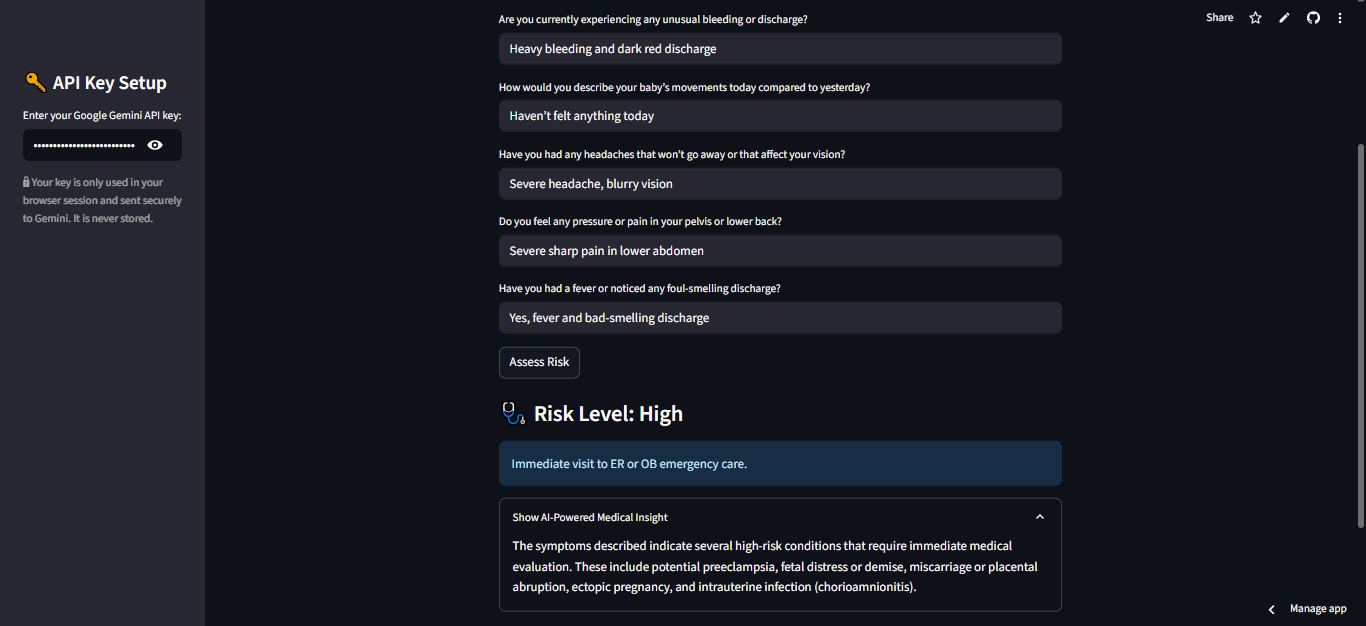 Share
API Key Setup
Enter your Google Gemini API key:
Your key is only used in your
browser session and sent securely
to Gemini. It is never stored.
Are you currently experiencing any unusual bleeding or discharge?
Heavy bleeding and dark red discharge
How would you describe your baby’s movements today compared to yesterday?
Haven’t felt anything today
Have you had any headaches that won’t go away or that affect your vision?
Severe headache, blurry vision
Do you feel any pressure or pain in your pelvis or lower back?
Severe sharp pain in lower abdomen
Have you had a fever or noticed any foul-smelling discharge?
Yes, fever and bad-smelling discharge
Assess Risk
Risk Level: High
Immediate visit to ER or OB emergency care.
Show AI-Powered Medical Insight
The symptoms described indicate several high-risk conditions that require immediate medical
evaluation. These include potential preeclampsia, fetal distress or demise, miscarriage or placental
abruption, ectopic pregnancy, and intrauterine infection (chorioamnionitis).
Manage app